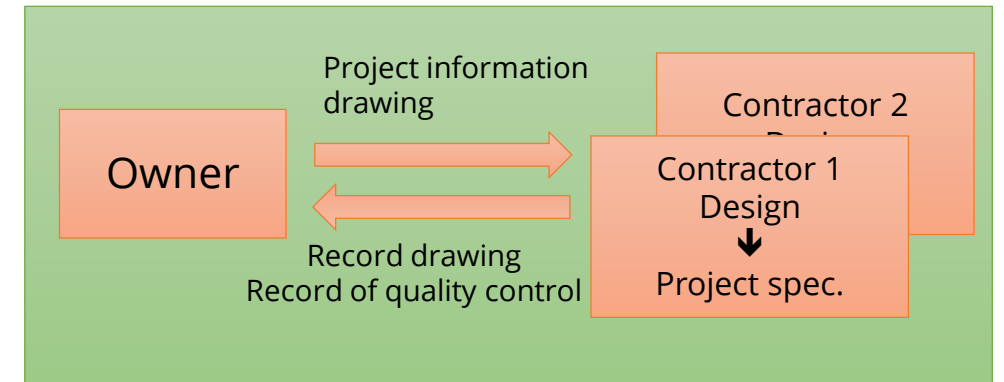 Project information
drawing
Owner
Contractor 2
Contractor 1
Design
🡻
Project spec.
Record drawing
Record of quality control